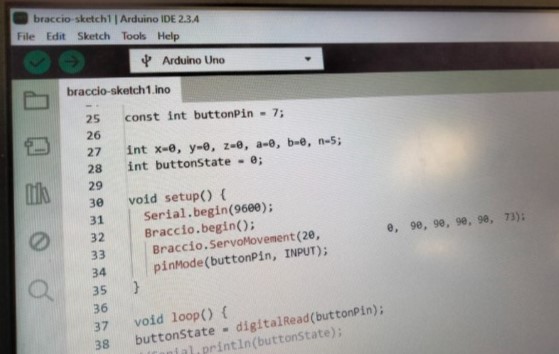 braccio-sketch1 | Arduino IDE 2.3.4
File Edit Sketch Tools Help
Arduino Uno
braccio-sketch1.ino
25 const int buttonPin = 7;
26
27 int x=0, y=0, z=0, a=0, b=0, n=5;
28 int buttonState = 0;
29
30 void setup() {
31 Serial.begin(9600);
32 Braccio.begin();
33 Braccio.ServoMovement(20, 0, 90, 90, 90, 90, 73);
34 pinMode(buttonPin, INPUT);
35 }
36
37 void loop() {
38 buttonState = digitalRead(buttonPin);
//Serial.println(buttonState);